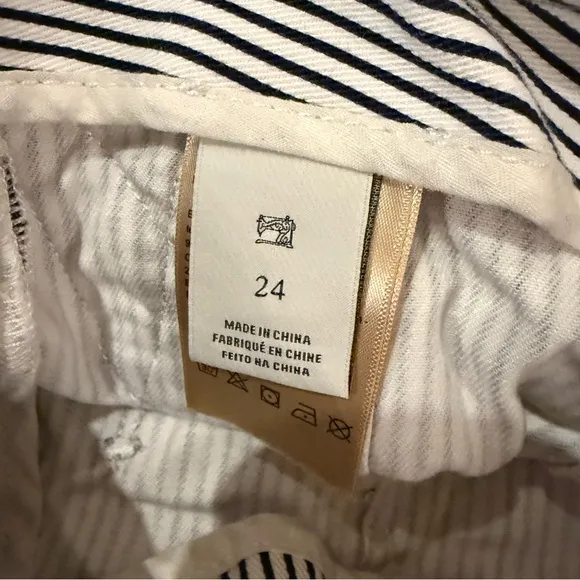 24
MADE IN CHINA
FABRIQUÉ EN CHINE
FEITO NA CHINA